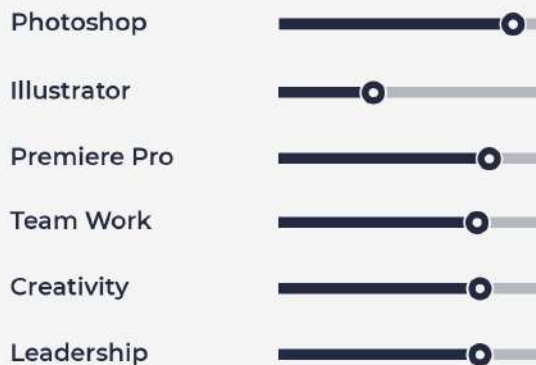 Photoshop
Illustrator
Premiere Pro
Team Work
Creativity
Leadership